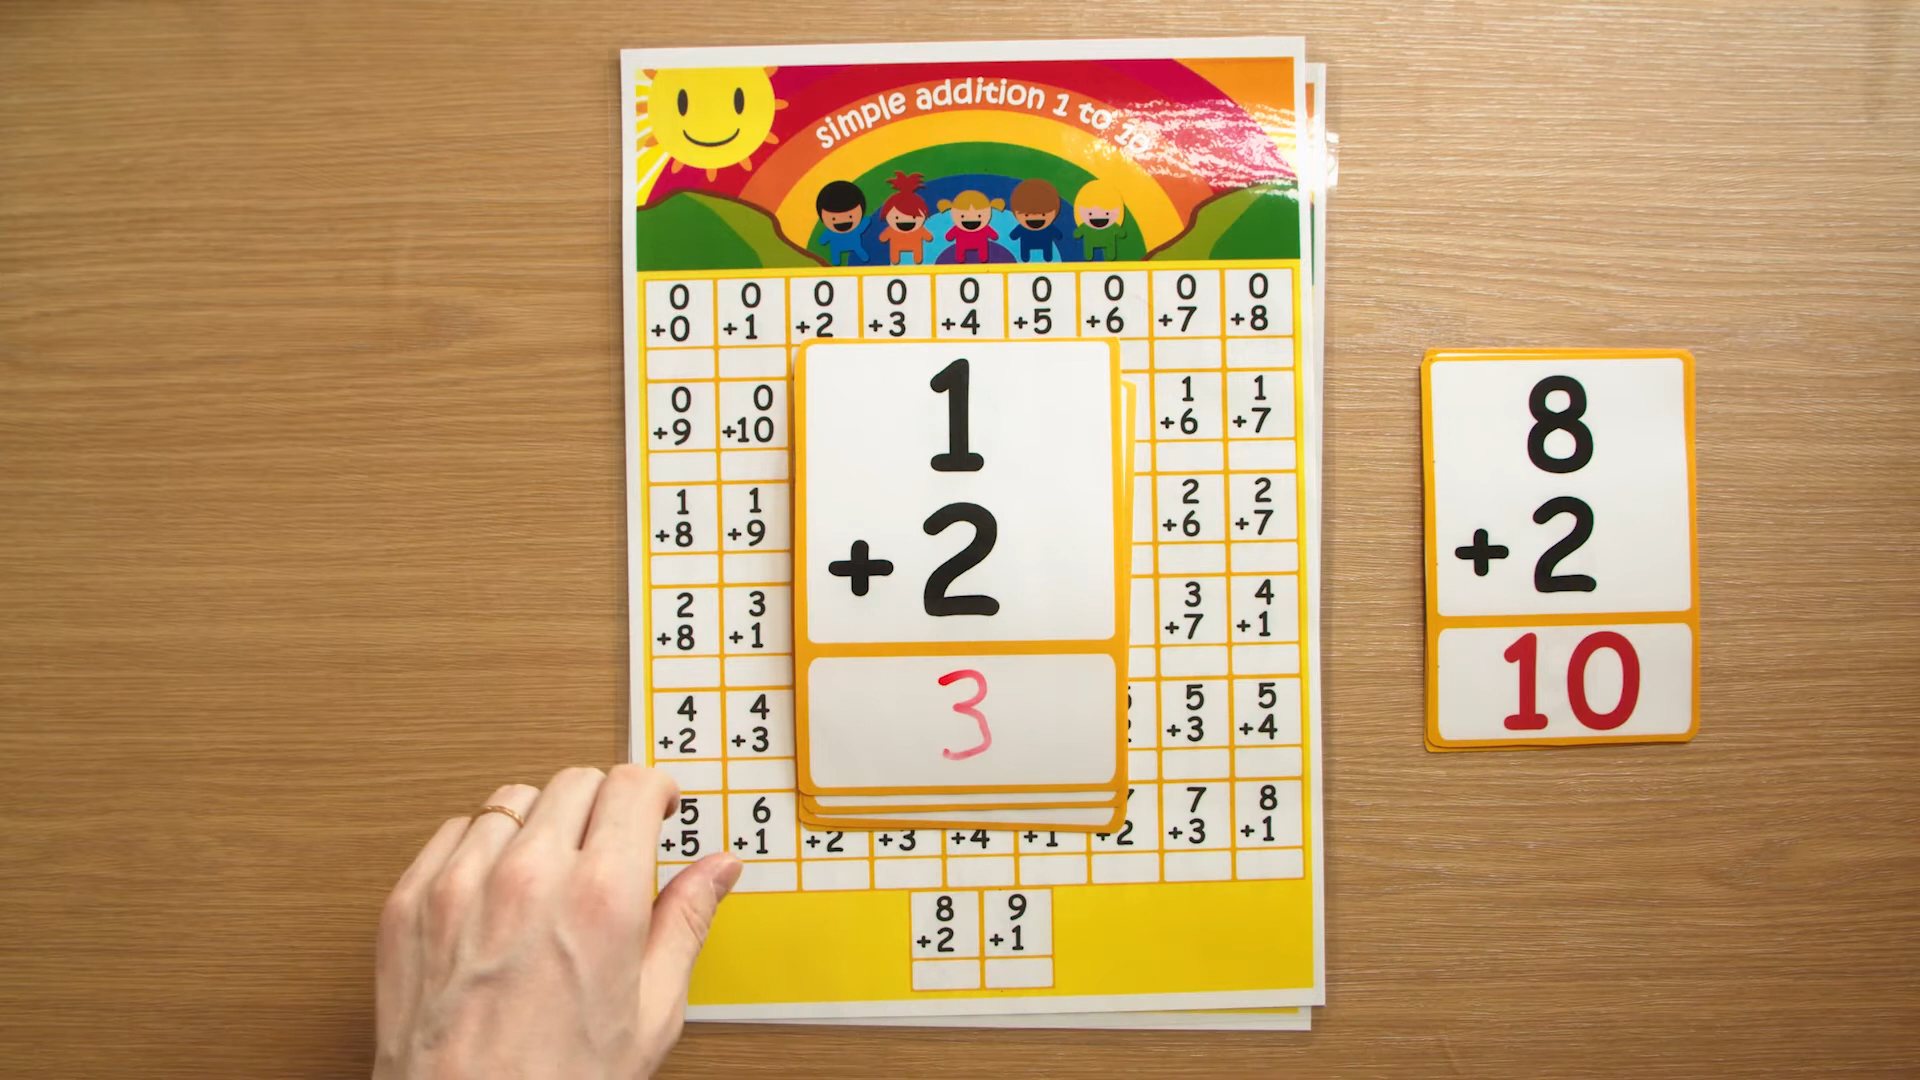 simple addition 1 to 10
0 0 0 0 0 0 0 0 0
+0 +1 +2 +3 +4 +5 +6 +7 +8
0 0 1 1
+9 +10 +6 +7
1 1 2 2
+8 +9 +6 +7
2 3 3 4
+8 +1 +7 +1
4 4 5 5
+2 +3 +3 +4
5 6 7 8
+5 +1 +2 +3 +4 +1 +2 +3 +1
8 9
+2 +1
1
+2
3
8
+2
10